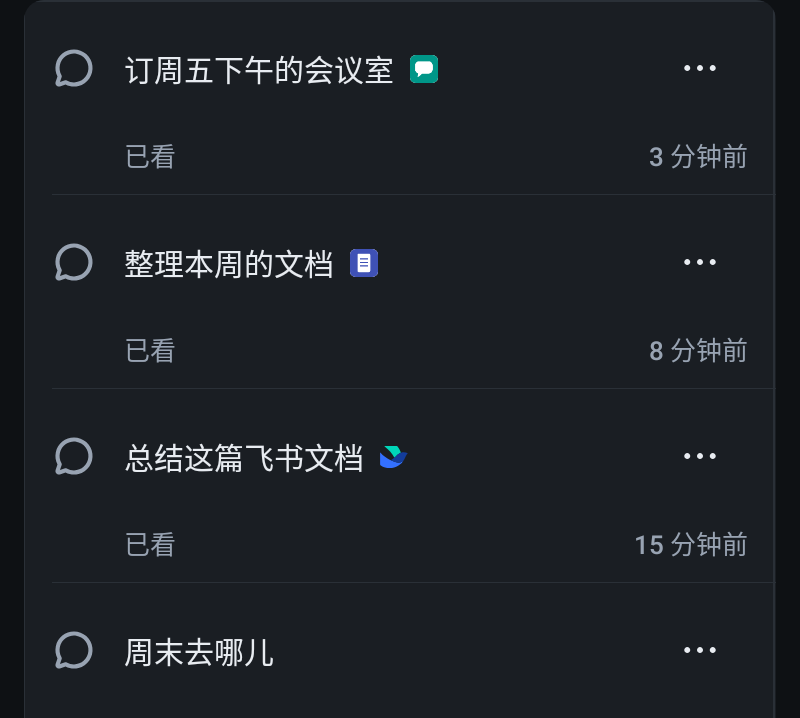 订周五下午的会议室
已看
3 分钟前
整理本周的文档
已看
8 分钟前
总结这篇飞书文档
已看
15 分钟前
周末去哪儿